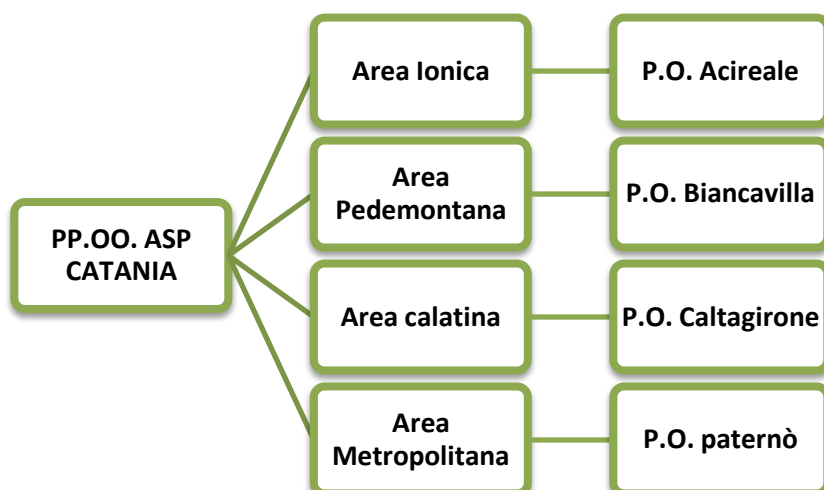 Area Ionica
P.O. Acireale
Area
Pedemontana
P.O. Biancavilla
PP.OO. ASP
CATANIA
Area calatina
P.O. Caltagirone
Area
Metropolitana
P.O. paternò